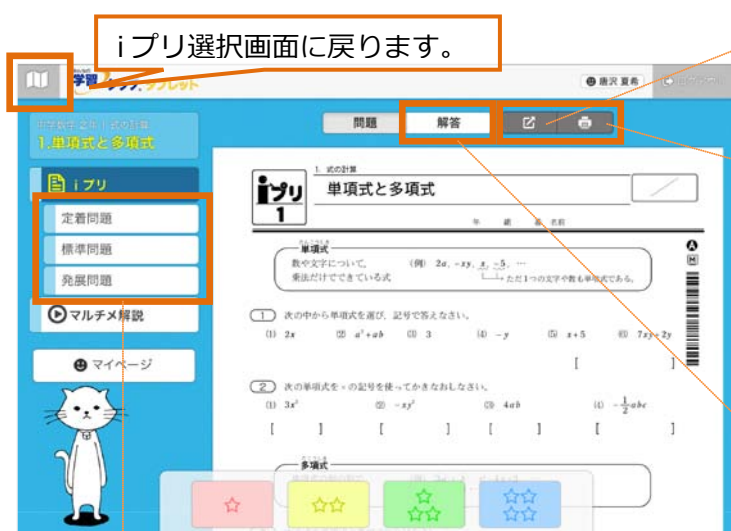 iプリ選択画面に戻ります。
学習
タブレット
唐沢 夏希
中学数学 2年 1.式の計算
1.単項式と多項式
問題
解答
iプリ
定着問題
標準問題
発展問題
マルチメ解説
マイページ
iプリ
1
1. 式の計算
単項式と多項式
年 組 番 名前
単項式
数や文字について、
乗法だけでできている式
(例) 2a, -xy, x, -5, …
ただ1つの文字や数も単項式である。
A
H
1 次の中から単項式を選び、記号で答えなさい。
(1) 2x (2) a²+ab (3) 3 (4) -y (5) x+5 (6) 7xy+2y
[ ]
2 次の単項式を×の記号を使ってかきなおしなさい。
(1) 3x² (2) -xy² (3) 4ab (4) -1/2abc
[ ] [ ] [ ] [ ]
多項式